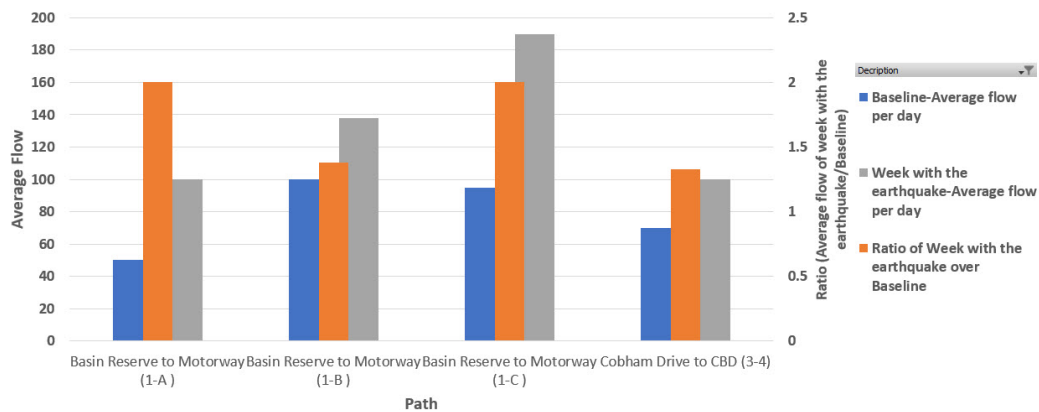 200
180
160
140
120
100
80
60
40
20
0
Average Flow
2.5
2
1.5
1
0.5
0
Ratio (Average flow of week with the
earthquake/Baseline)
Basin Reserve to Motorway
(1-A )
Basin Reserve to Motorway
(1-B )
Basin Reserve to Motorway
(1-C )
Cobham Drive to CBD (3-4)
Path
Decription
Baseline-Average flow
per day
Week with the
earthquake-Average flow
per day
Ratio of Week with the
earthquake over
Baseline